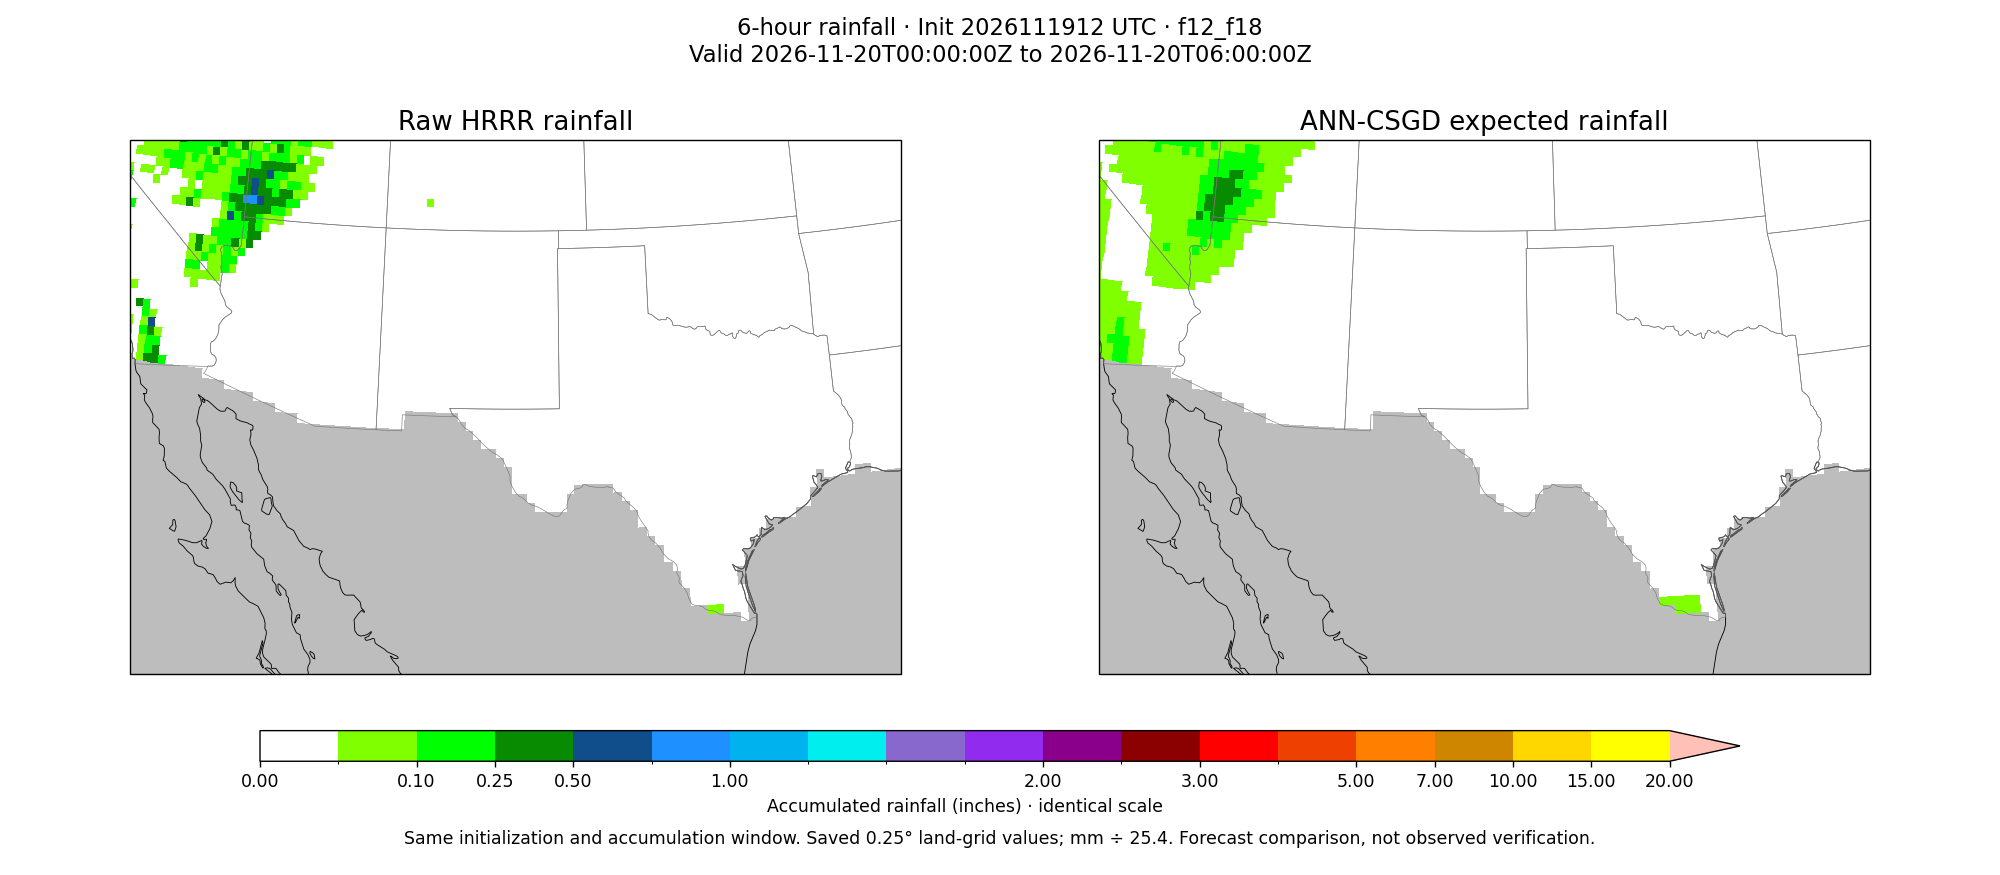 6-hour rainfall · Init 2026111912 UTC · f12_f18
Valid 2026-11-20T00:00:00Z to 2026-11-20T06:00:00Z
Raw HRRR rainfall
ANN-CSGD expected rainfall
0.00 0.10 0.25 0.50 1.00 2.00 3.00 5.00 7.00 10.00 15.00 20.00
Accumulated rainfall (inches) · identical scale
Same initialization and accumulation window. Saved 0.25° land-grid values; mm ÷ 25.4. Forecast comparison, not observed verification.